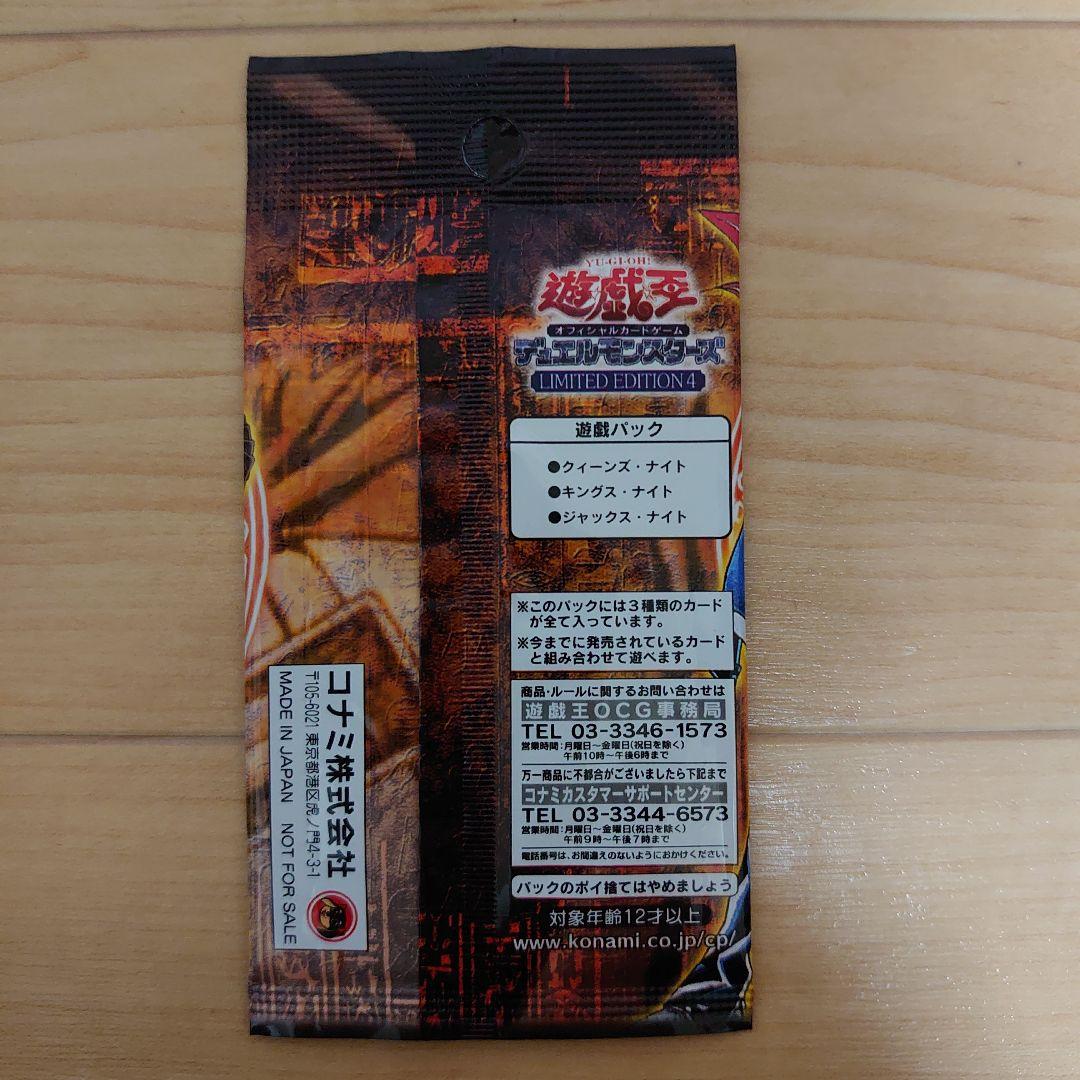 YU-GI-OH!
遊戯王
オフィシャルカードゲーム
デュエルモンスターズ
LIMITED EDITION 4
遊戯パック
●クィーンズ・ナイト
●キングス・ナイト
●ジャックス・ナイト
※このパックには3種類のカード
が全て入っています。
※今までに発売されているカード
と組み合わせて遊べます。
商品・ルールに関するお問い合わせは
遊戯王OCG事務局
TEL 03-3346-1573
営業時間:月曜日〜金曜日(祝日を除く)
午前10時〜午後6時まで
万一商品に不都合がございましたら下記まで
コナミカスタマーサポートセンター
TEL 03-3344-6573
営業時間:月曜日〜金曜日(祝日を除く)
午前9時〜午後7時まで
電話番号は、お間違えのないようにおかけください。
パックのポイ捨てはやめましょう
対象年齢12才以上
www.konami.co.jp/cp/
コナミ株式会社
〒105-6021 東京都港区虎ノ門4-3-1
MADE IN JAPAN NOT FOR SALE